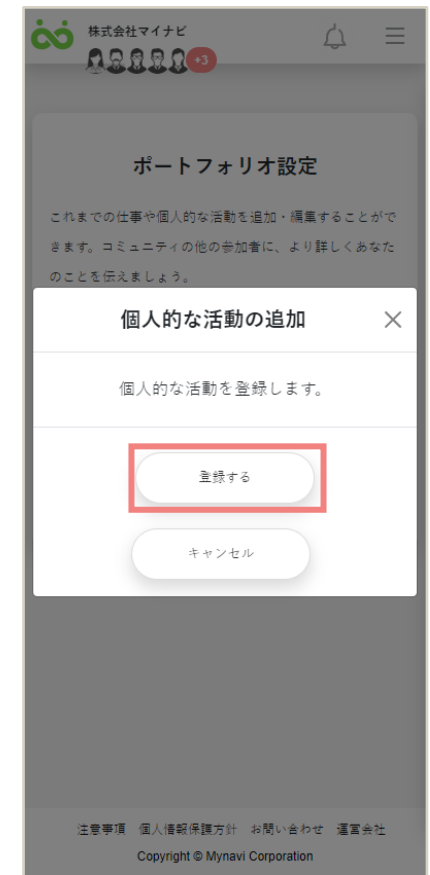 株式会社マイナビ
+3
ポートフォリオ設定
これまでの仕事や個人的な活動を追加・編集することがで
きます。コミュニティの他の参加者に、より詳しくあなた
のことを伝えましょう。
個人的な活動の追加
個人的な活動を登録します。
登録する
キャンセル
注意事項 個人情報保護方針 お問い合わせ 運営会社
Copyright © Mynavi Corporation